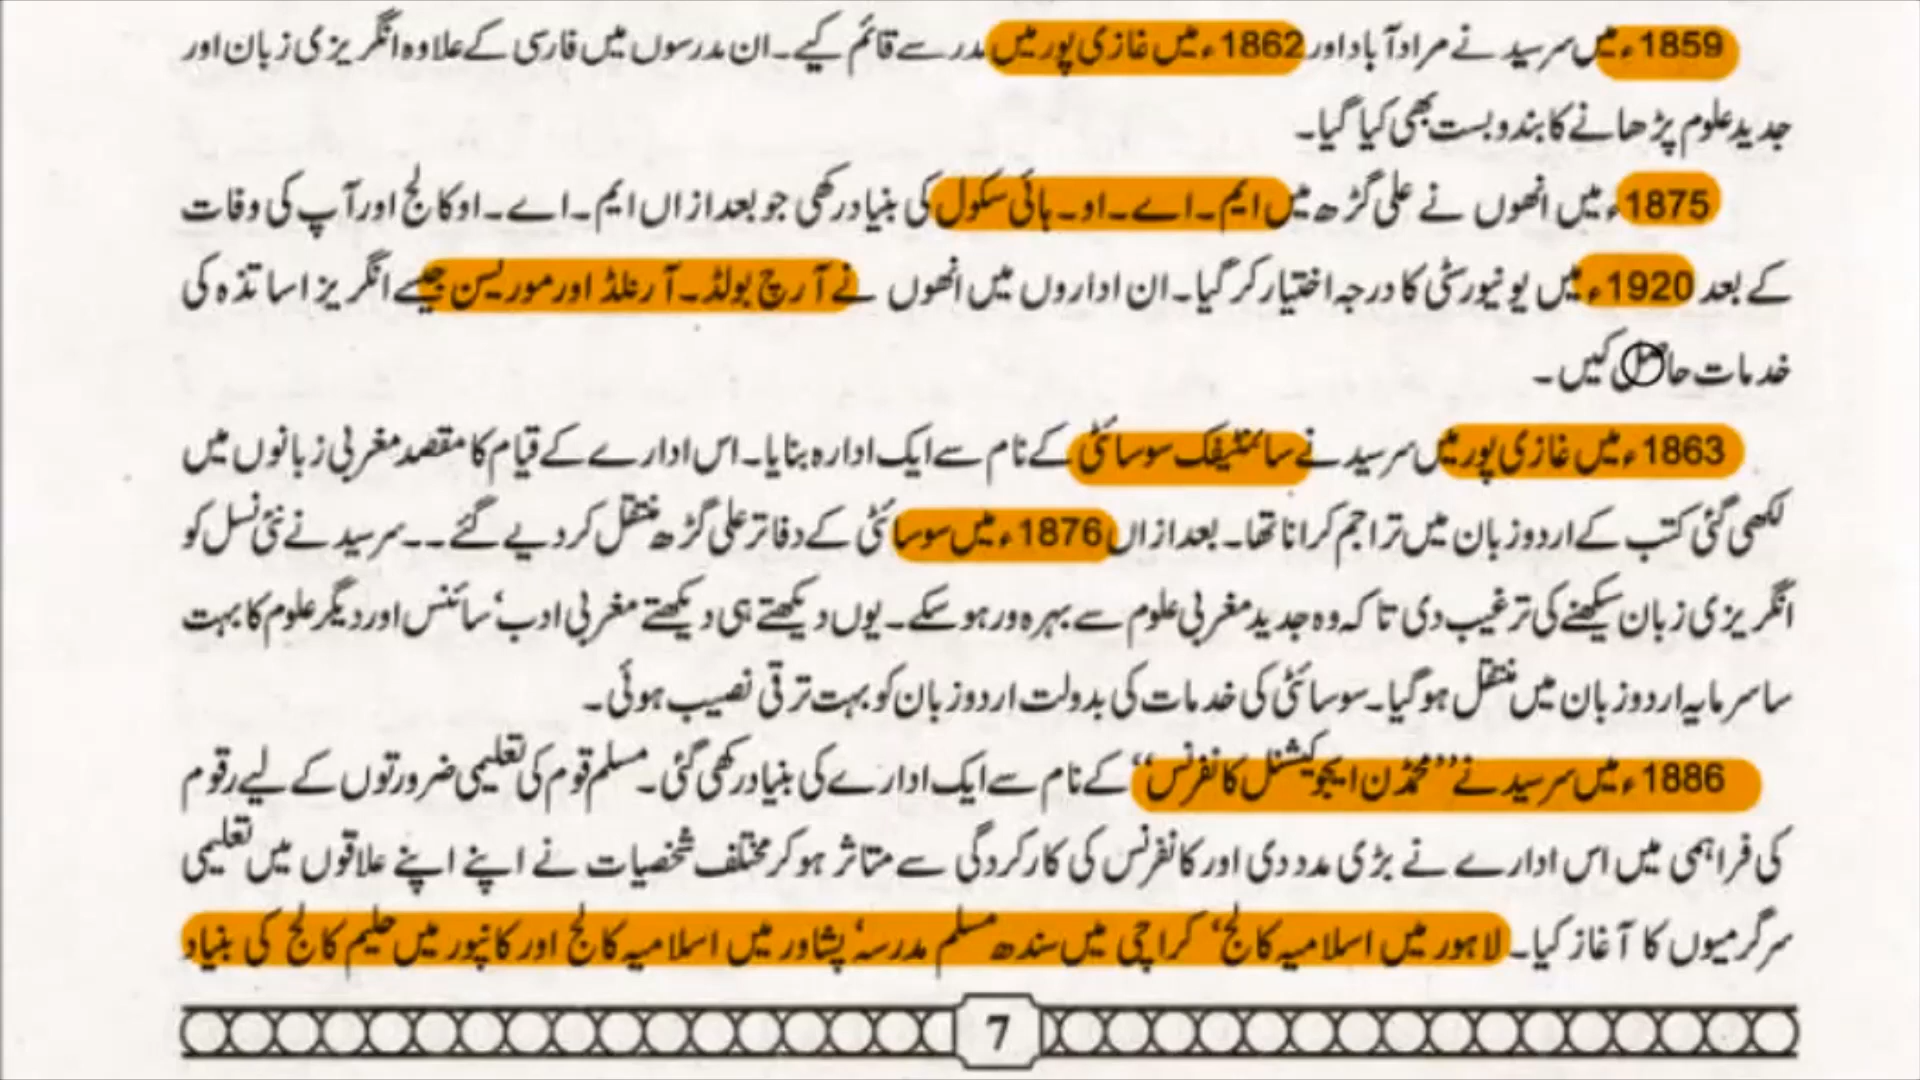 1859ء میں سرسید نے مرادآباد اور 1862ء میں غازی پور میں مدرسے قائم کیے۔ ان مدرسوں میں فارسی کے علاوہ انگریزی زبان اور
جدید علوم پڑھانے کا بندوبست بھی کیا گیا۔
1875ء میں انھوں نے علی گڑھ میں ایم۔اے۔او۔ہائی سکول کی بنیاد رکھی جو بعد ازاں ایم۔اے۔او کالج اور آپ کی وفات
کے بعد 1920ء میں یونیورسٹی کا درجہ اختیار کر گیا۔ ان اداروں میں انھوں نے آرچ بولڈ۔آرنلڈ اور موریسن جیسے انگریز اساتذہ کی
خدمات حاصل کیں۔
1863ء میں غازی پور میں سرسید نے سائنٹیفک سوسائٹی کے نام سے ایک ادارہ بنایا۔ اس ادارے کے قیام کا مقصد مغربی زبانوں میں
لکھی گئی کتب کے اردو زبان میں تراجم کرانا تھا۔ بعد ازاں 1876ء میں سوسائٹی کے دفاتر علی گڑھ منتقل کر دیے گئے۔۔ سرسید نے نئی نسل کو
انگریزی زبان سیکھنے کی ترغیب دی تاکہ وہ جدید مغربی علوم سے بہرہ ور ہو سکے۔ یوں دیکھتے ہی دیکھتے مغربی ادب، سائنس اور دیگر علوم کا بہت
سا سرمایہ اردو زبان میں منتقل ہو گیا۔ سوسائٹی کی خدمات کی بدولت اردو زبان کو بہت ترقی نصیب ہوئی۔
1886ء میں سرسید نے ”محمڈن ایجوکیشنل کانفرنس“ کے نام سے ایک ادارے کی بنیاد رکھی گئی۔ مسلم قوم کی تعلیمی ضرورتوں کے لیے رقوم
کی فراہمی میں اس ادارے نے بڑی مدد دی اور کانفرنس کی کارکردگی سے متاثر ہو کر مختلف شخصیات نے اپنے اپنے علاقوں میں تعلیمی
سرگرمیوں کا آغاز کیا۔ لاہور میں اسلامیہ کالج، کراچی میں سندھ مسلم مدرسہ، پشاور میں اسلامیہ کالج اور کانپور میں حلیم کالج کی بنیاد
7